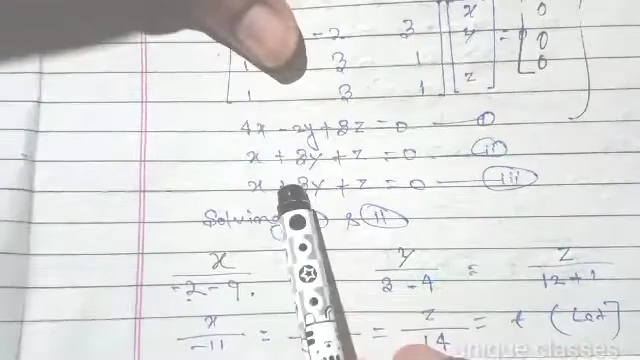 -2 3 x 0
1 3 1 y = 0
1 3 1 z 0
4x - 2y + 3z = 0 — i
x + 3y + z = 0 — ii
x + 3y + z = 0 — iii
Solving & ii
x y = z
-2-9. 3-4 12+1
x = = z = t (Let)
-11 14
unique classes